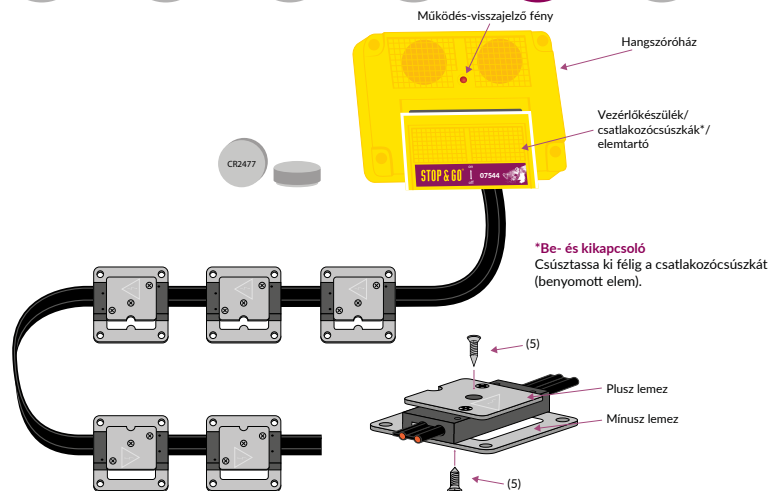 Működés-visszajelző fény
Hangszóróház
Vezérlőkészülék/
csatlakozócsúszkák*/
elemtartó
CR2477
STOP & GO® 07544
*Be- és kikapcsoló
Csúsztassa ki félig a csatlakozócsúszkát
(benyomott elem).
(5)
Plusz lemez
Mínusz lemez
(5)